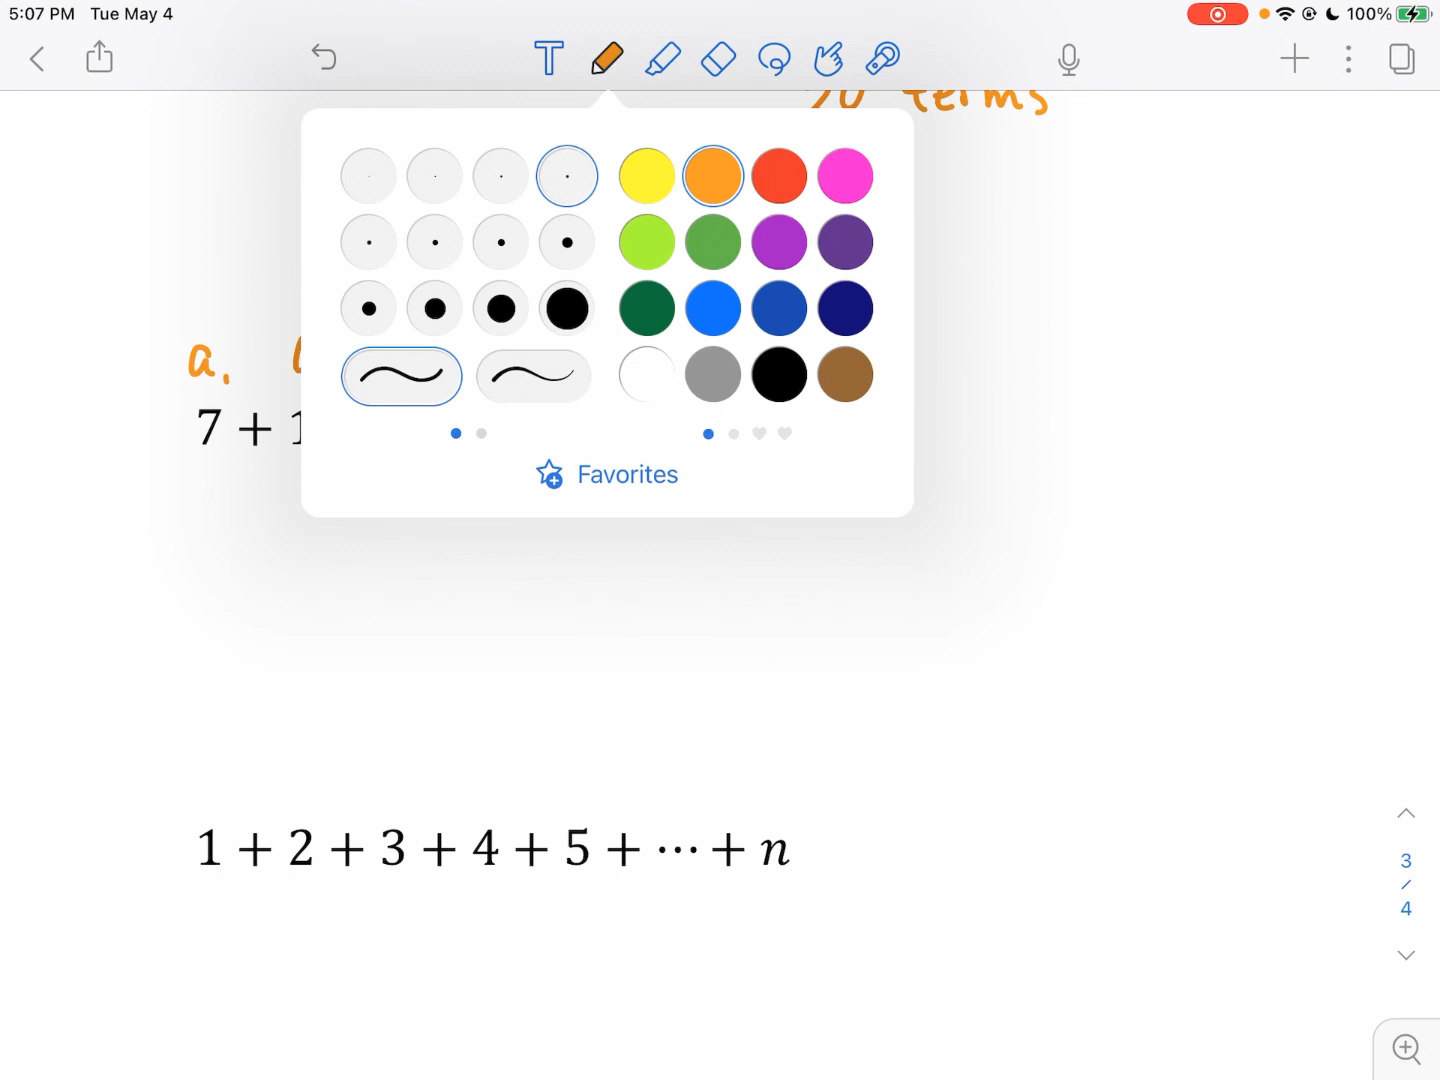 5:07 PM Tue May 4 100%
terms
a.
7 + 1
Favorites
1 + 2 + 3 + 4 + 5 + ⋯ + n
3
/
4